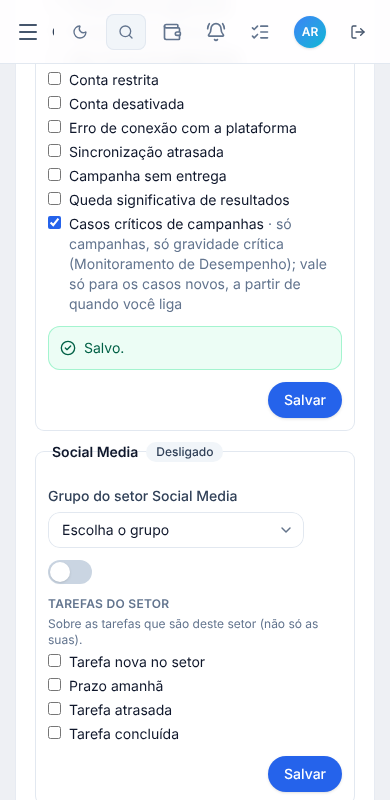 AR
Conta restrita
Conta desativada
Erro de conexão com a plataforma
Sincronização atrasada
Campanha sem entrega
Queda significativa de resultados
Casos críticos de campanhas · só
campanhas, só gravidade crítica
(Monitoramento de Desempenho); vale
só para os casos novos, a partir de
quando você liga
Salvo.
Salvar
Social Media Desligado
Grupo do setor Social Media
Escolha o grupo
TAREFAS DO SETOR
Sobre as tarefas que são deste setor (não só as
suas).
Tarefa nova no setor
Prazo amanhã
Tarefa atrasada
Tarefa concluída
Salvar